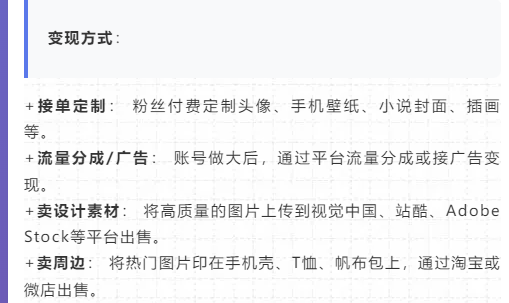 变现方式：
+接单定制： 粉丝付费定制头像、手机壁纸、小说封面、插画
等。
+流量分成/广告： 账号做大后，通过平台流量分成或接广告变
现。
+卖设计素材： 将高质量的图片上传到视觉中国、站酷、Adobe
Stock等平台出售。
+卖周边： 将热门图片印在手机壳、T恤、帆布包上，通过淘宝或
微店出售。